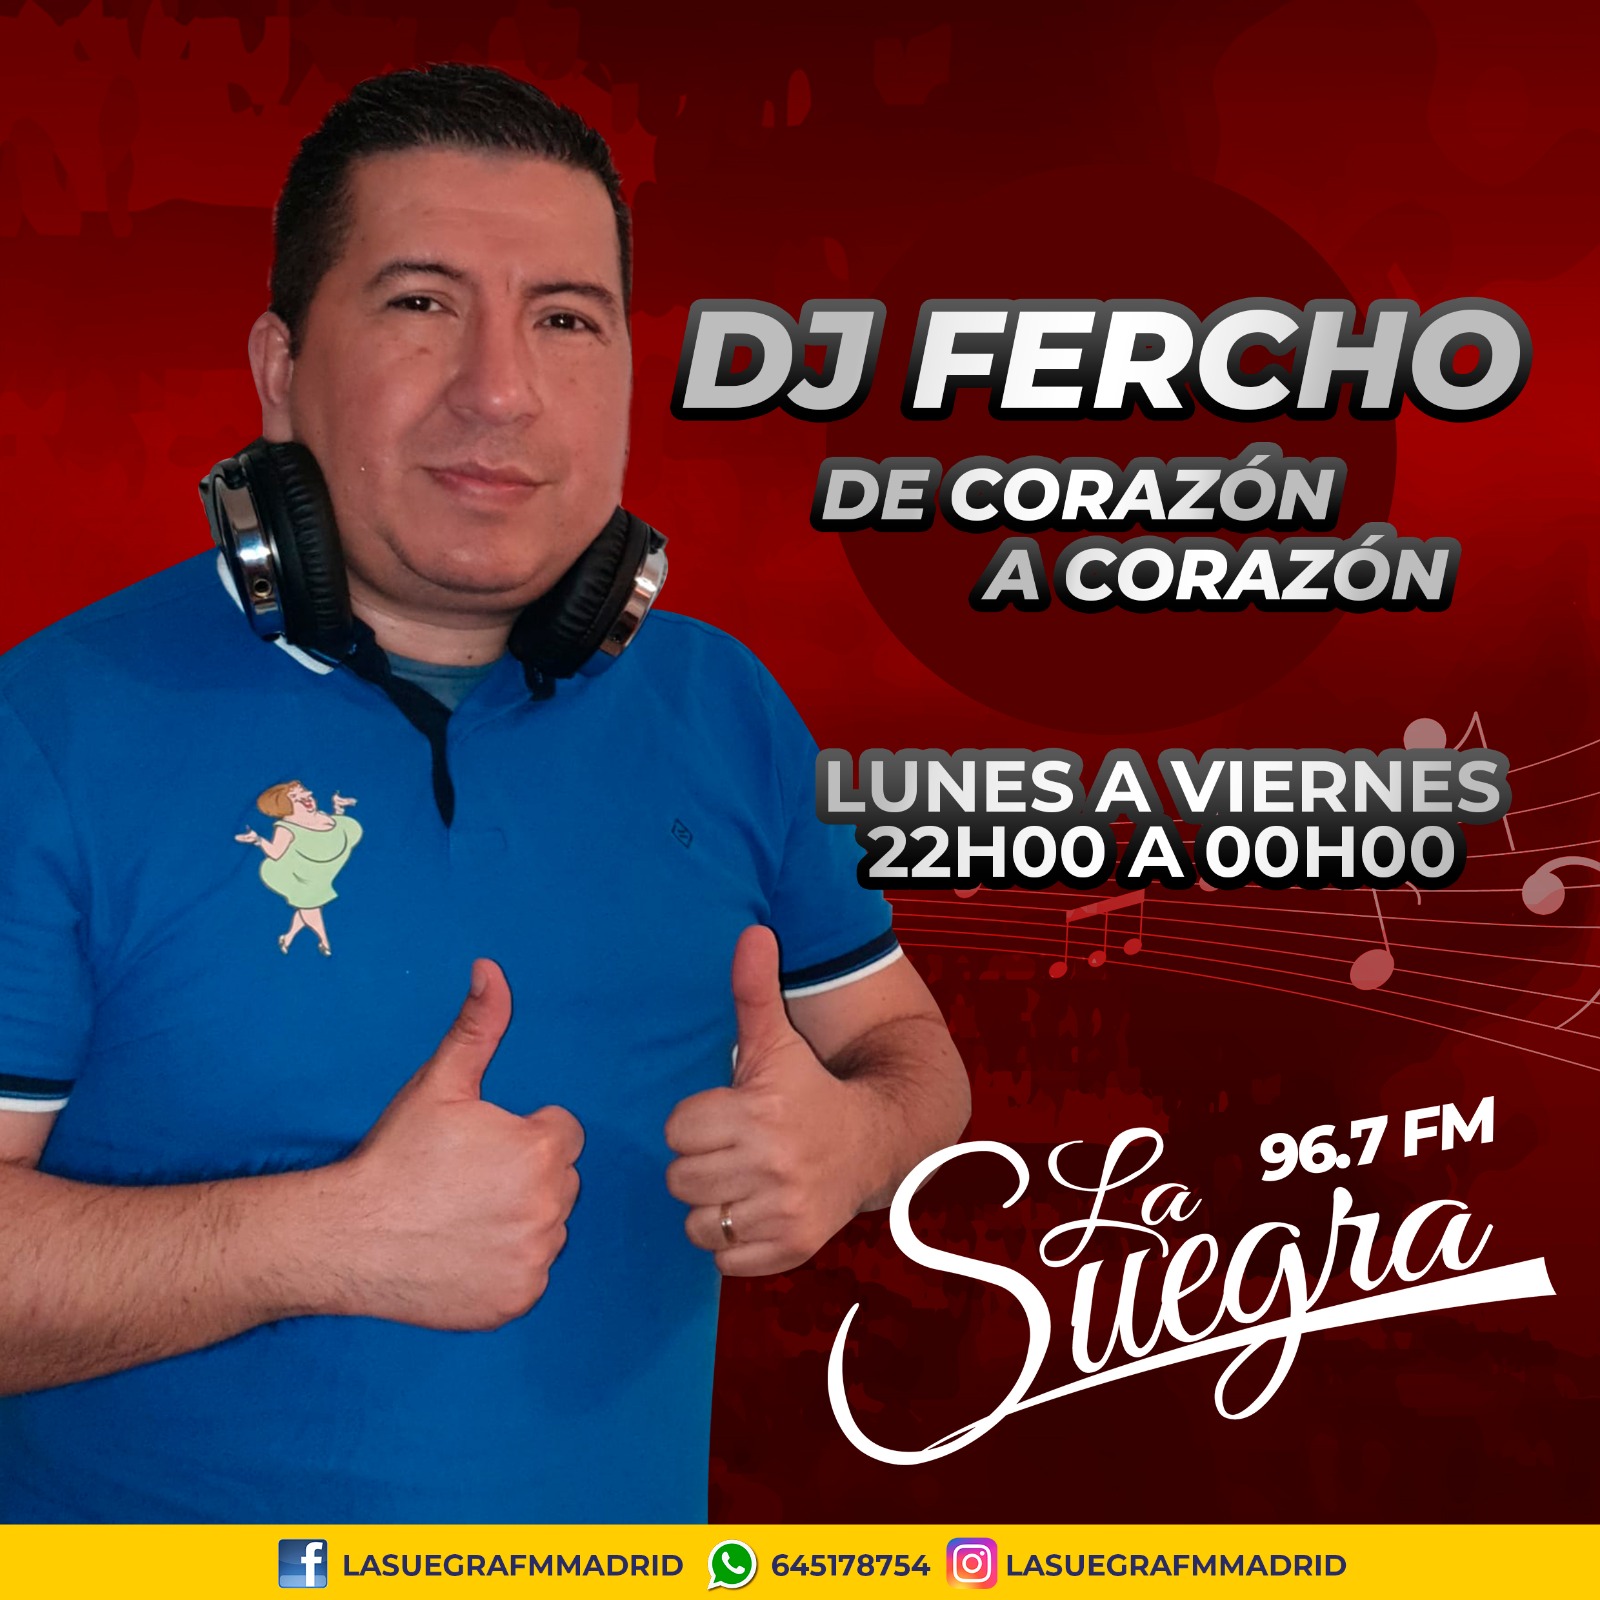 DJ FERCHO
DE CORAZÓN
A CORAZÓN
LUNES A VIERNES
22H00 A 00H00
96.7 FM
La
Suegra
LASUEGRAFMMADRID 645178754 LASUEGRAFMMADRID